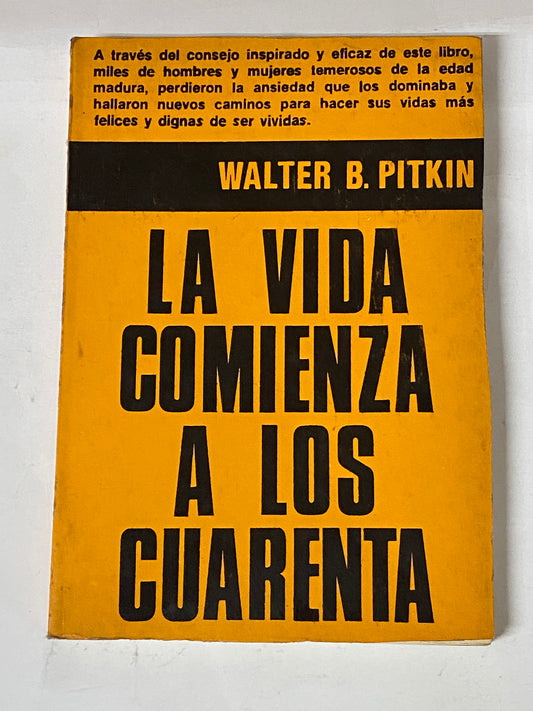 A través del consejo inspirado y eficaz de este libro,
miles de hombres y mujeres temerosos de la edad
madura, perdieron la ansiedad que los dominaba y
hallaron nuevos caminos para hacer sus vidas más
felices y dignas de ser vividas.
WALTER B. PITKIN
LA VIDA
COMIENZA
A LOS
CUARENTA